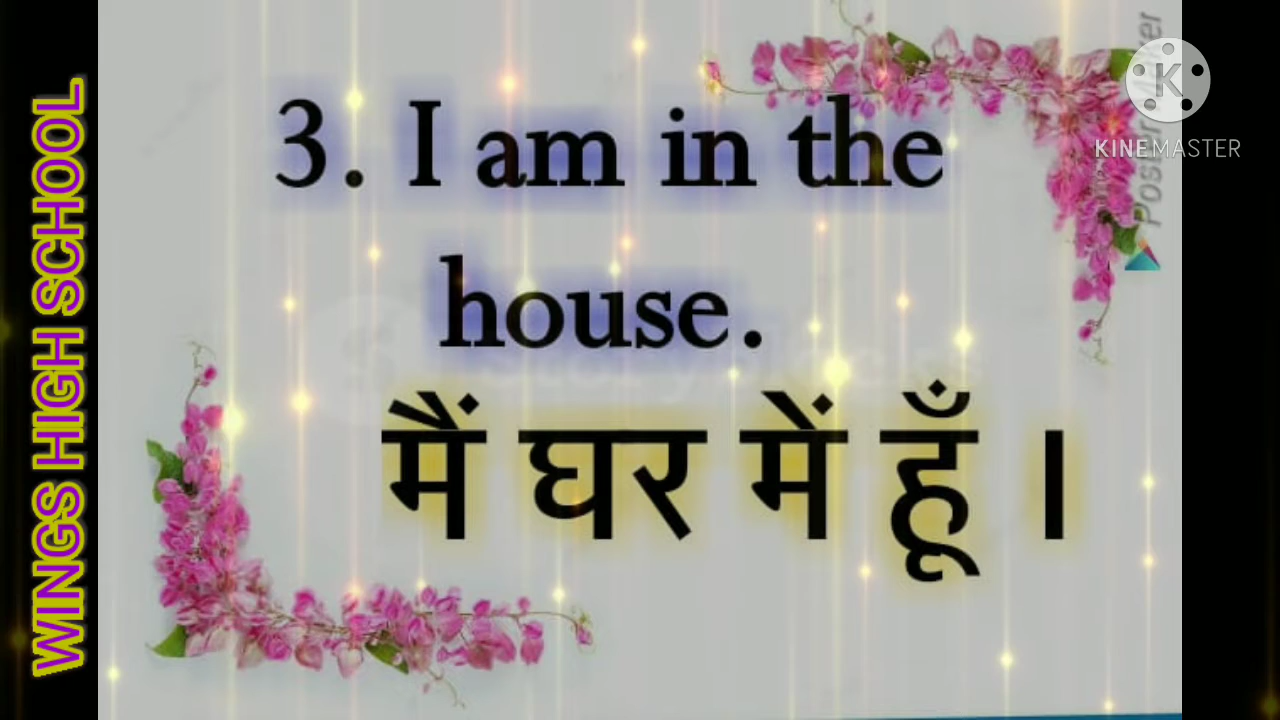 WINGS HIGH SCHOOL
3. I am in the
house.
मैं घर में हूँ ।
KINEMASTER